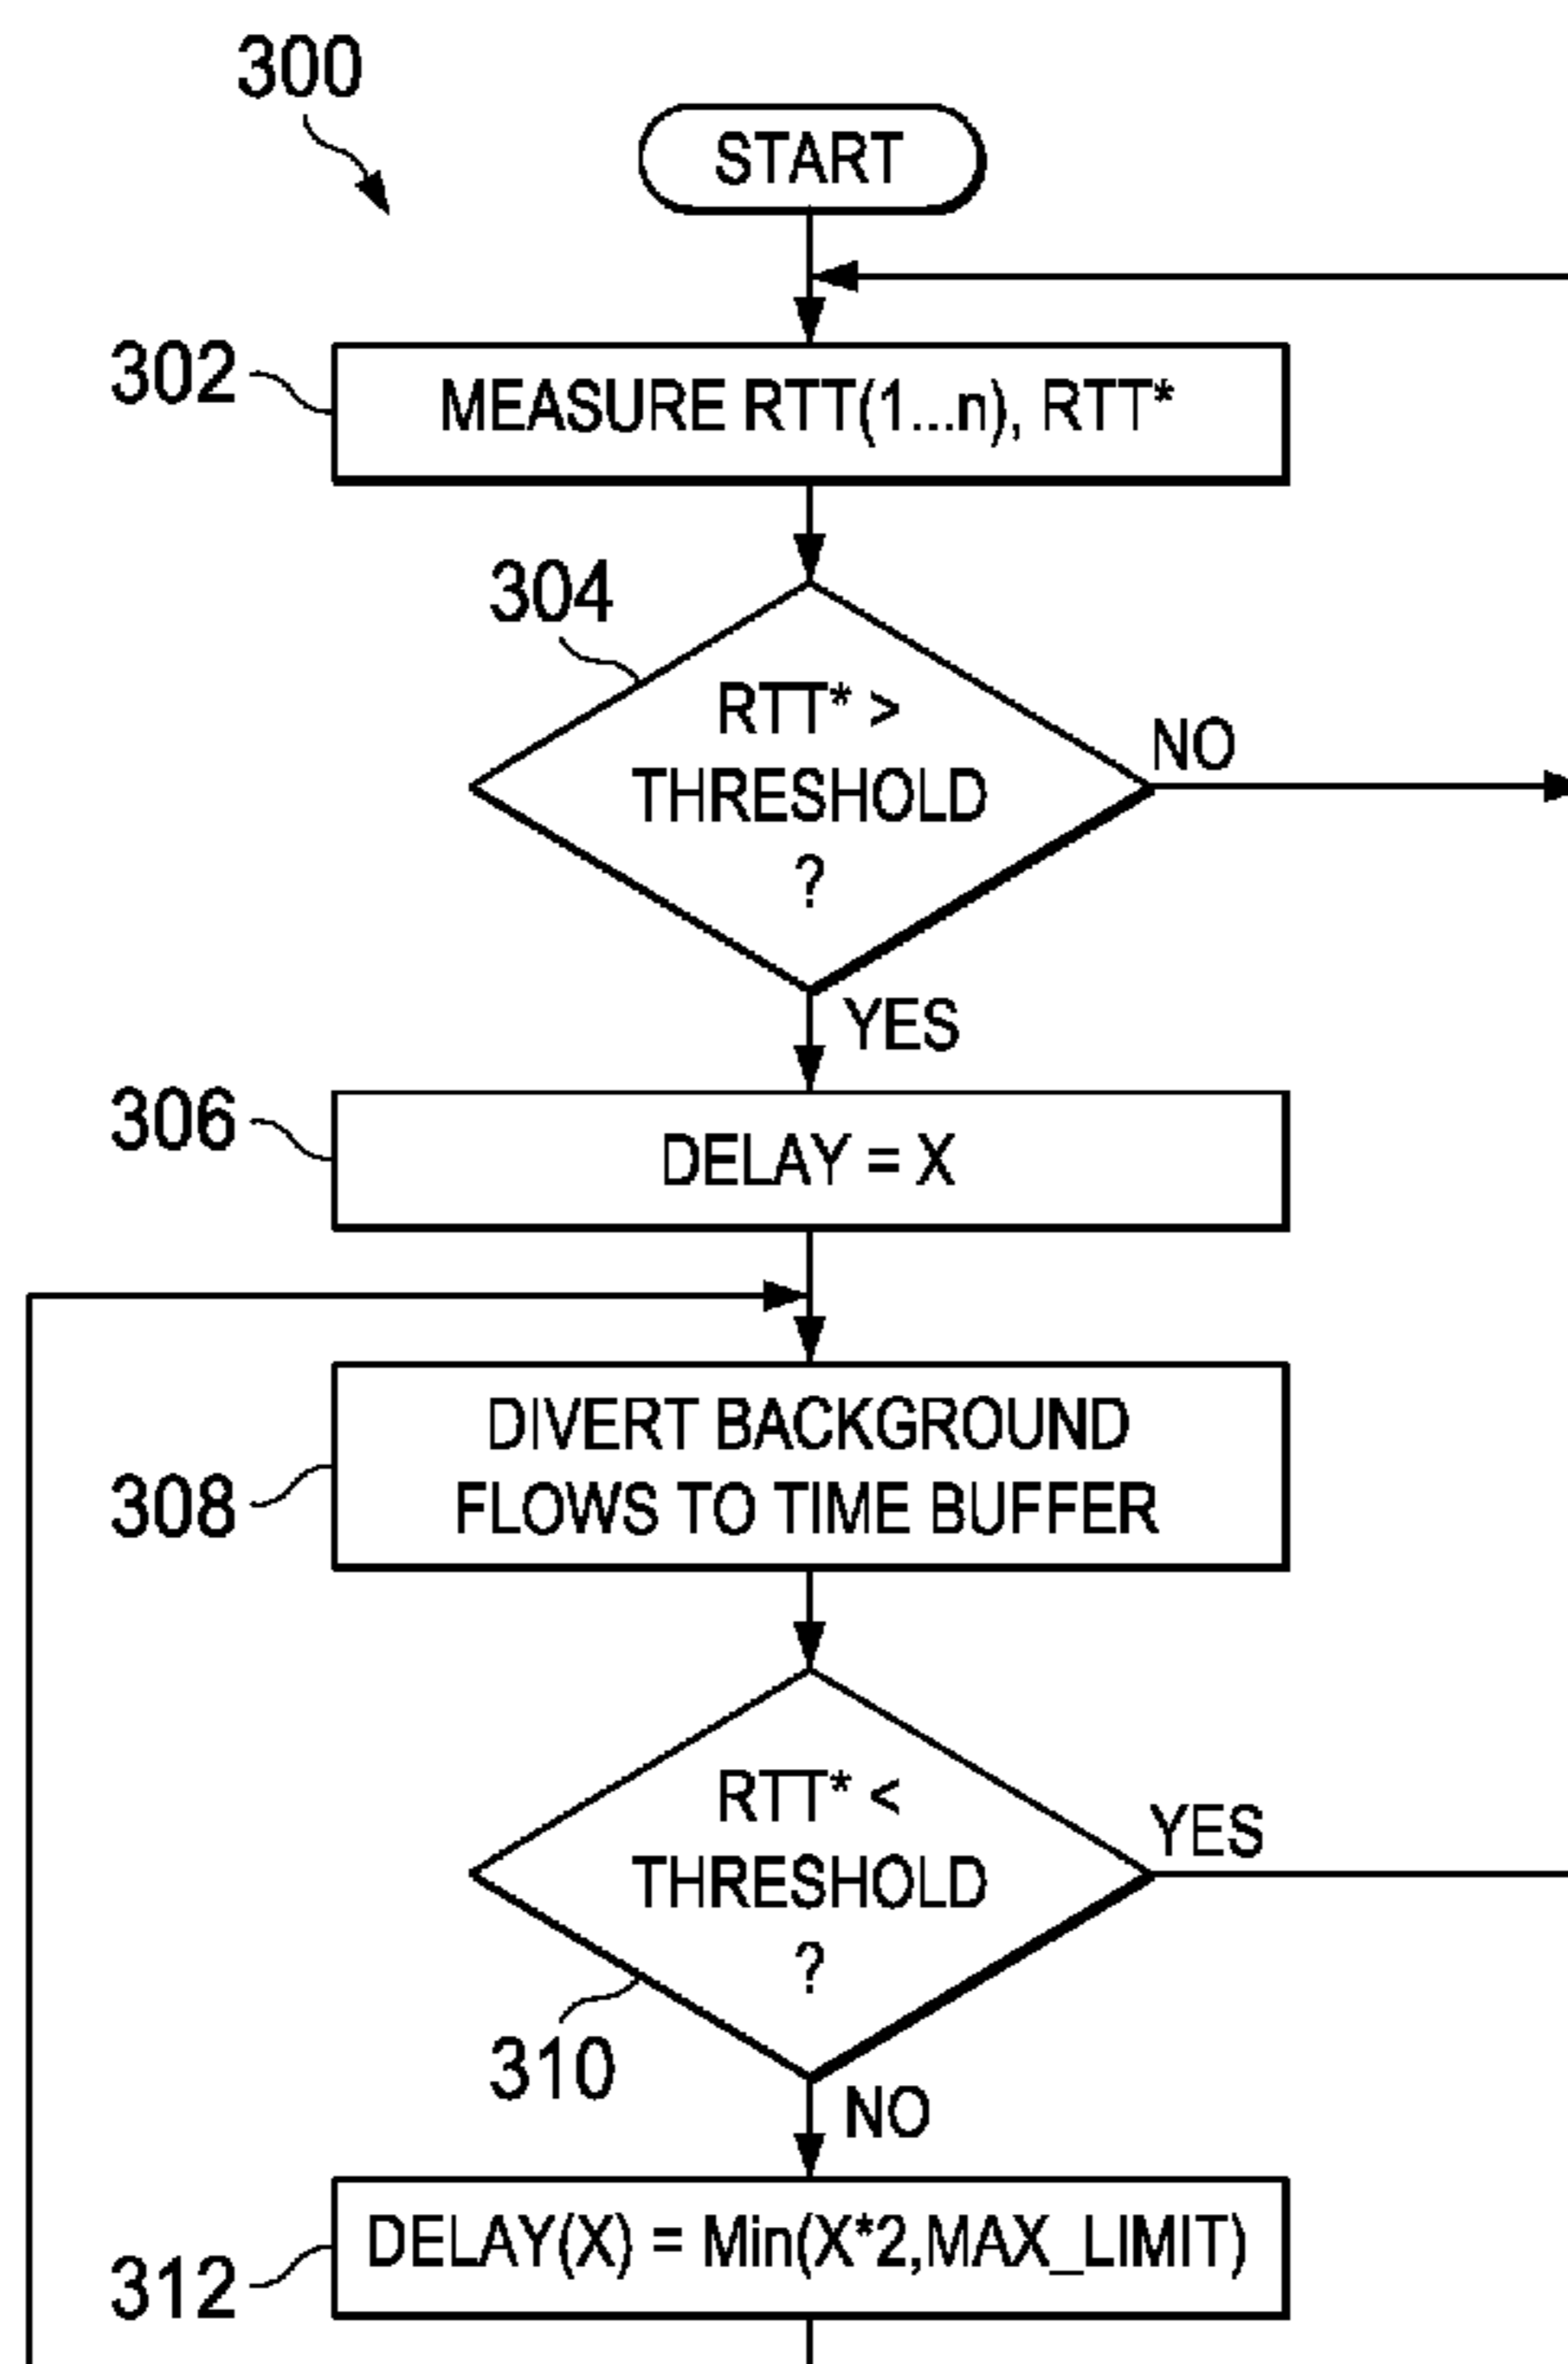 300
START
302
MEASURE RTT(1...n), RTT*
304
RTT* >
THRESHOLD
?
NO
YES
306
DELAY = X
308
DIVERT BACKGROUND
FLOWS TO TIME BUFFER
RTT* <
THRESHOLD
?
YES
310
NO
312
DELAY(X) = Min(X*2,MAX_LIMIT)